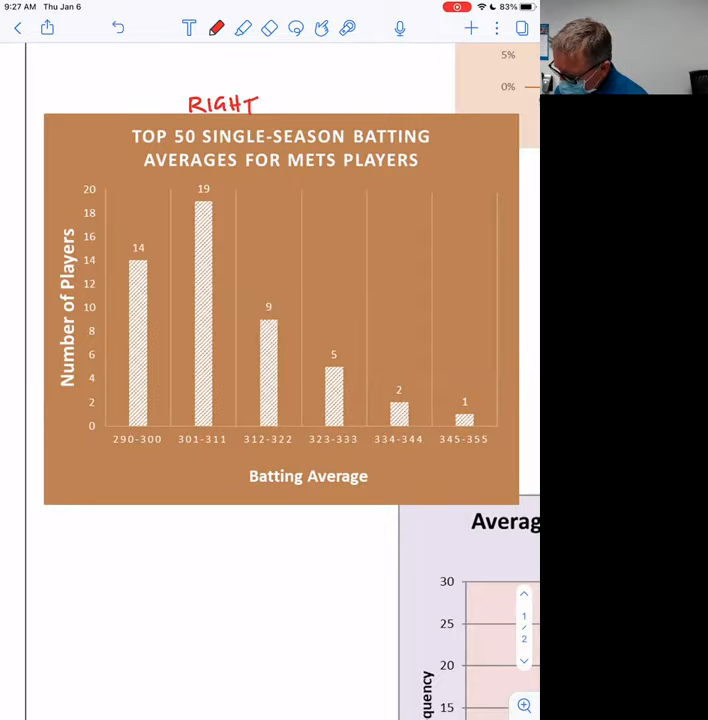 9:27 AM Thu Jan 6
83%
T
5%
0%
RIGHT
TOP 50 SINGLE-SEASON BATTING
AVERAGES FOR METS PLAYERS
Number of Players
20
18
16
14
12
10
8
6
4
2
0
14
19
9
5
2
1
290-300 301-311 312-322 323-333 334-344 345-355
Batting Average
Averag
30
25
20
15
quency
1
2